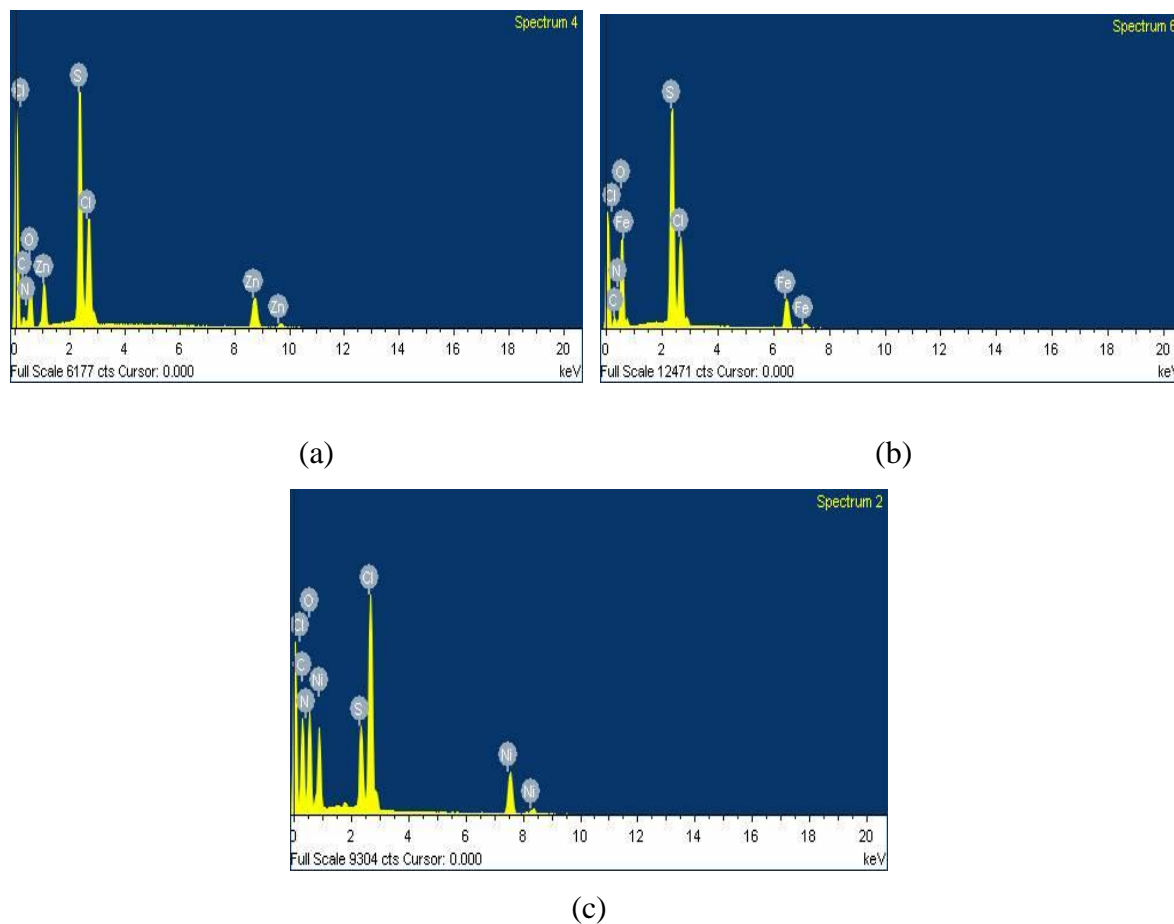 Spectrum 4
S
Cl
Cl
O
C
Zn
N
Zn
Zn
0 2 4 6 8 10 12 14 16 18 20
Full Scale 6177 cts Cursor: 0.000 keV
(a)
Spectrum 6
S
O
Cl
Fe
Cl
N
C
Fe
Fe
0 2 4 6 8 10 12 14 16 18 20
Full Scale 12471 cts Cursor: 0.000 keV
(b)
Spectrum 2
Cl
O
Cl
C
Ni
N
S
Ni
Ni
0 2 4 6 8 10 12 14 16 18 20
Full Scale 9304 cts Cursor: 0.000 keV
(c)